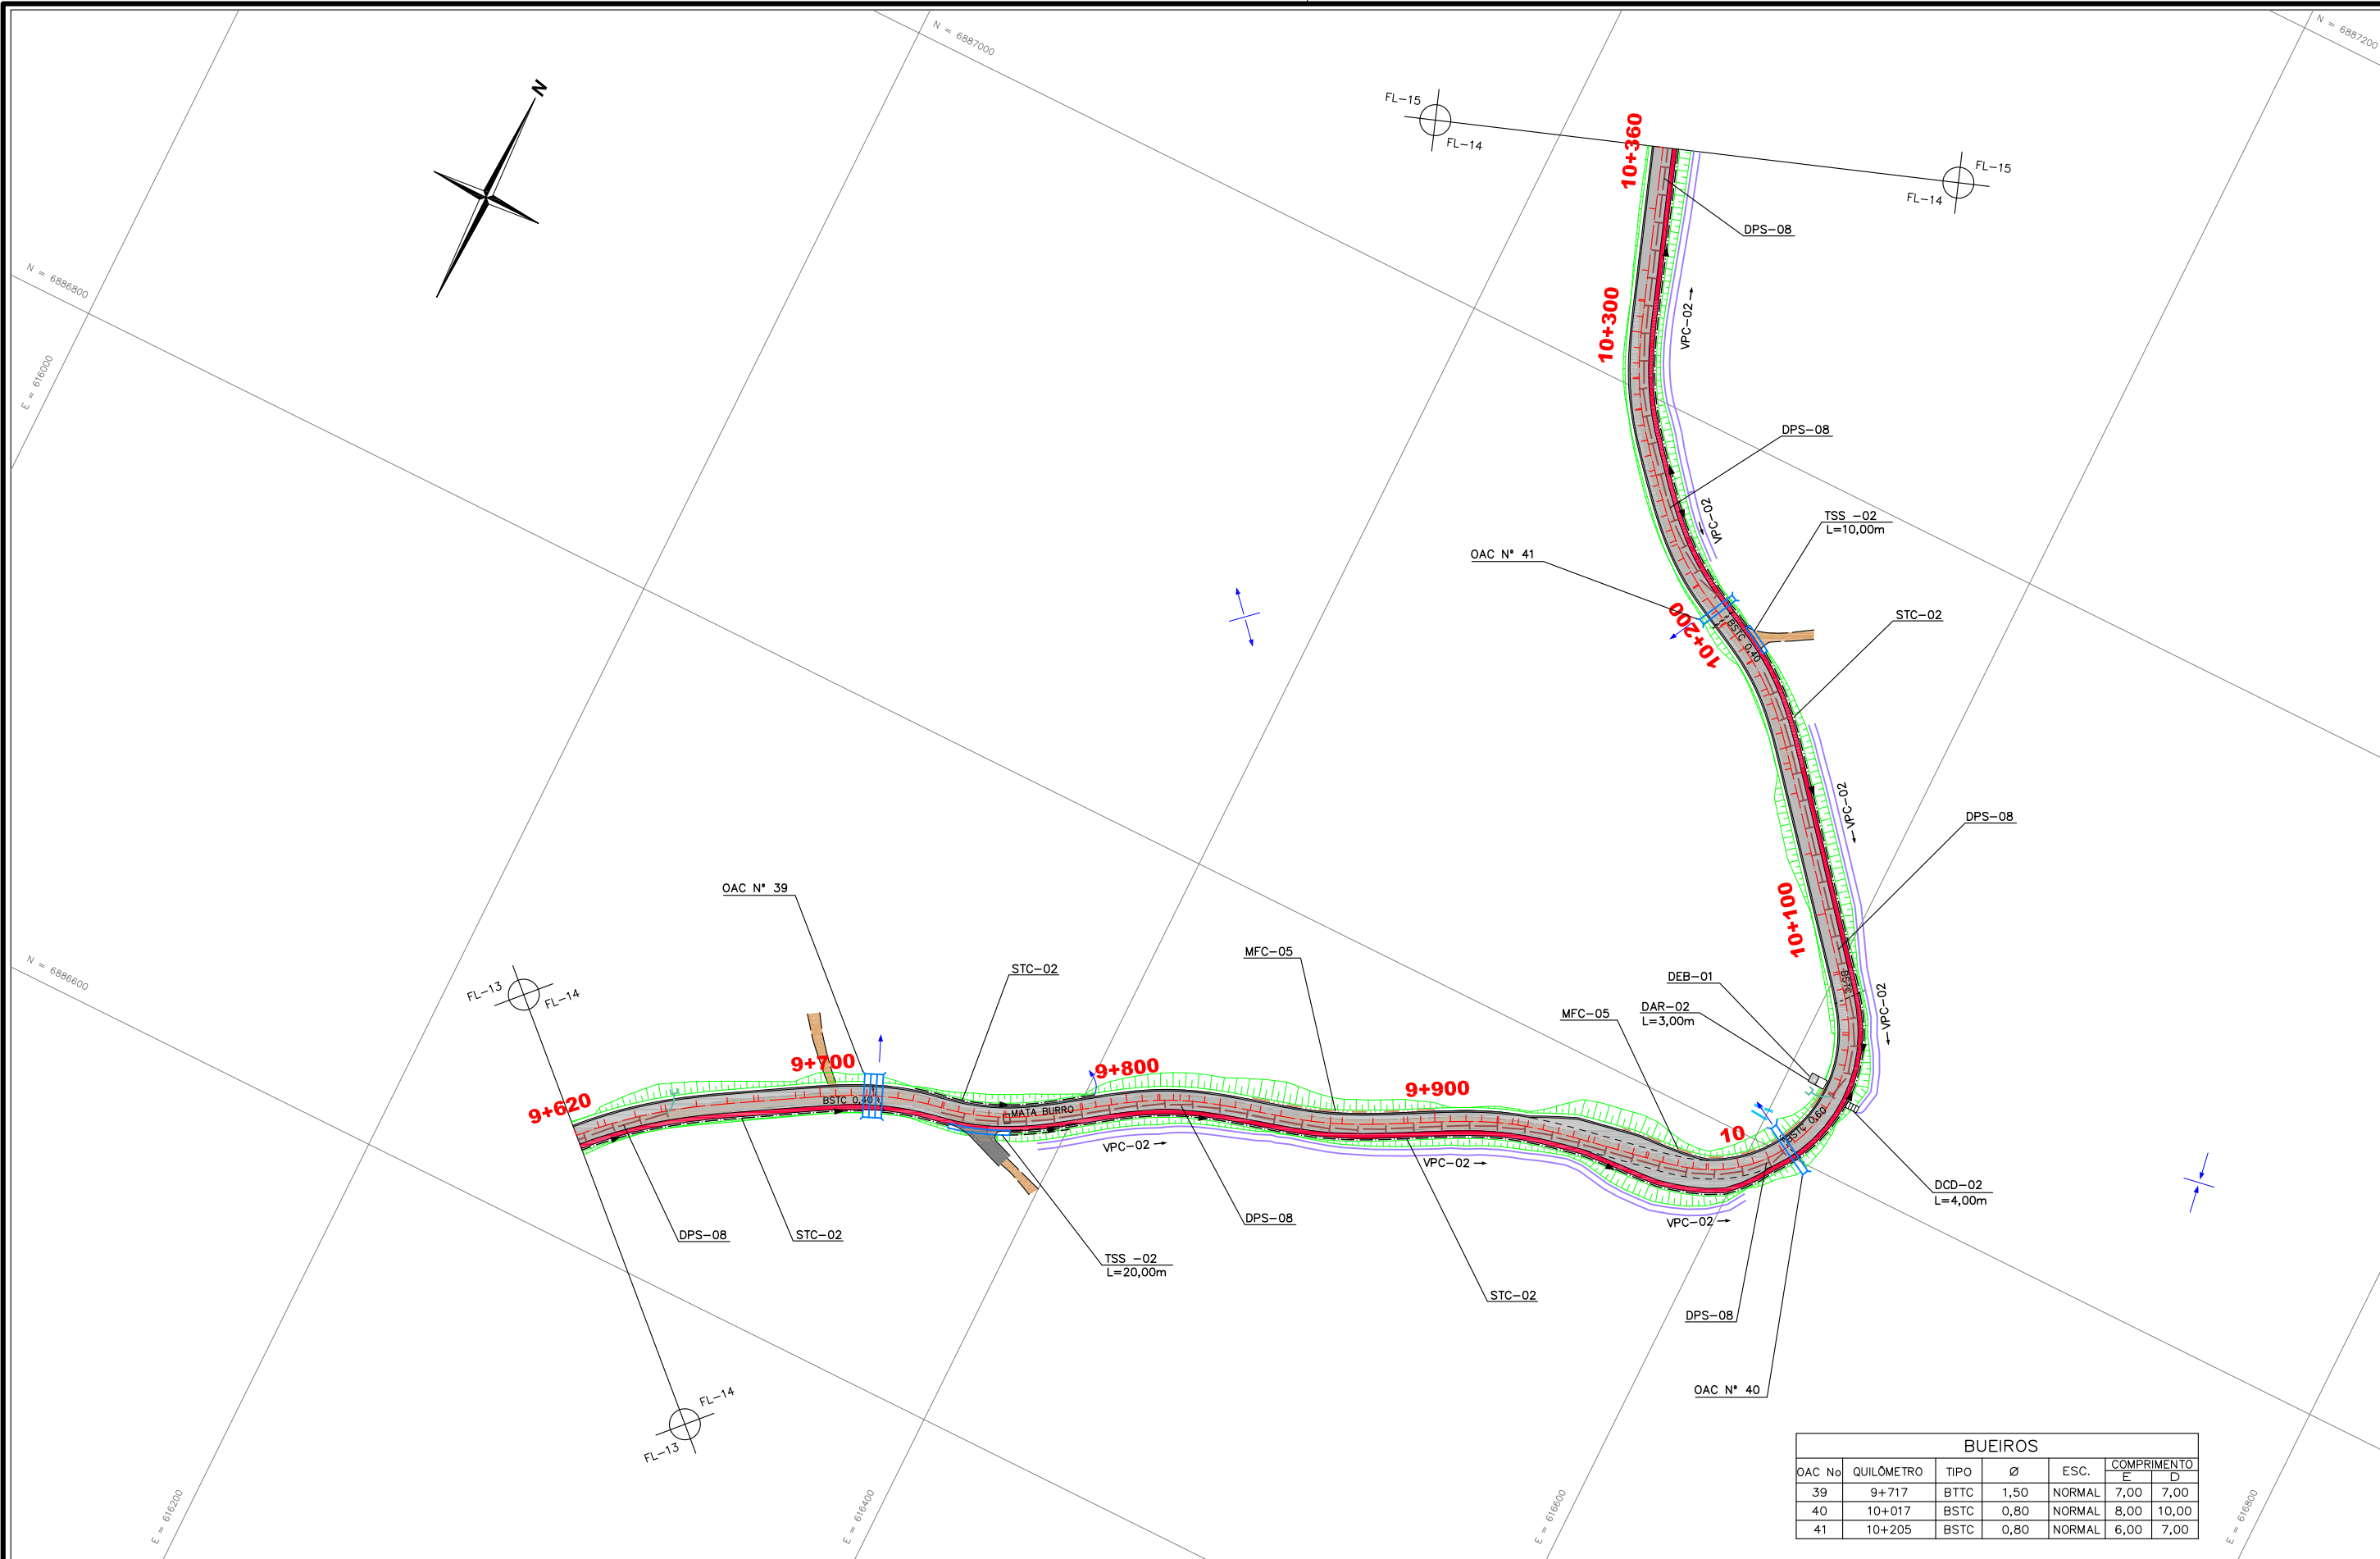 N = 6887000
N = 6887200
N
FL-15
FL-14
FL-15
FL-14
10+360
DPS-08
N = 6886800
E = 616000
10+300
VPC-02
DPS-08
VPC-02
TSS -02
L=10,00m
OAC N° 41
10+200
BSTC 0,40
STC-02
VPC-02
DPS-08
OAC N° 39
10+100
MFC-05
STC-02
DEB-01
DAR-02
L=3,00m
MFC-05
VPC-02
N = 6886600
FL-13
FL-14
9+620
9+700
BSTC 0,40
MATA BURRO
9+800
9+900
10
BSTC 0,60
VPC-02
VPC-02
VPC-02
DCD-02
L=4,00m
DPS-08
STC-02
DPS-08
TSS -02
L=20,00m
STC-02
DPS-08
OAC N° 40
FL-14
FL-13
E = 616200
E = 616400
E = 616600
E = 616800
BUEIROS
OAC No QUILÔMETRO TIPO Ø ESC. COMPRIMENTO
E D
39 9+717 BTTC 1,50 NORMAL 7,00 7,00
40 10+017 BSTC 0,80 NORMAL 8,00 10,00
41 10+205 BSTC 0,80 NORMAL 6,00 7,00